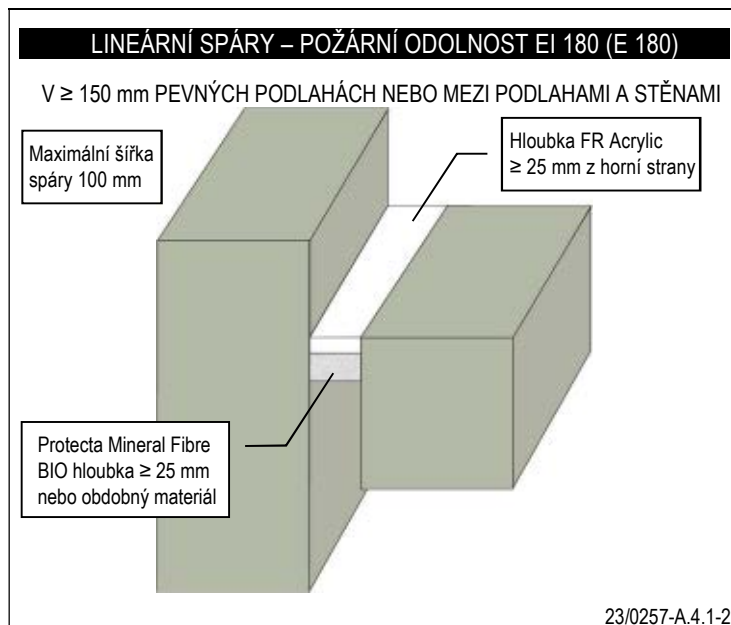 LINEÁRNÍ SPÁRY – POŽÁRNÍ ODOLNOST EI 180 (E 180)
V ≥ 150 mm PEVNÝCH PODLAHÁCH NEBO MEZI PODLAHAMI A STĚNAMI
Maximální šířka
spáry 100 mm
Hloubka FR Acrylic
≥ 25 mm z horní strany
Protecta Mineral Fibre
BIO hloubka ≥ 25 mm
nebo obdobný materiál
23/0257-A.4.1-2